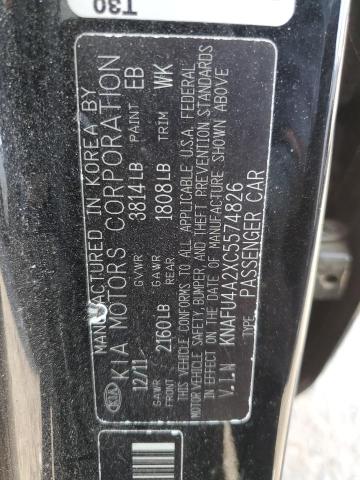 T30
MANUFACTURED IN KOREA BY
KIA MOTORS CORPORATION
12/11 GVWR 3814LB PAINT EB
GAWR FRONT 2160LB GAWR REAR 1808LB TRIM WK
THIS VEHICLE CONFORMS TO ALL APPLICABLE U.S.A. FEDERAL
MOTOR VEHICLE SAFETY, BUMPER, AND THEFT PREVENTION STANDARDS
IN EFFECT ON THE DATE OF MANUFACTURE SHOWN ABOVE
V.I.N KNAFU4A2XC5574826
TYPE PASSENGER CAR
KIA